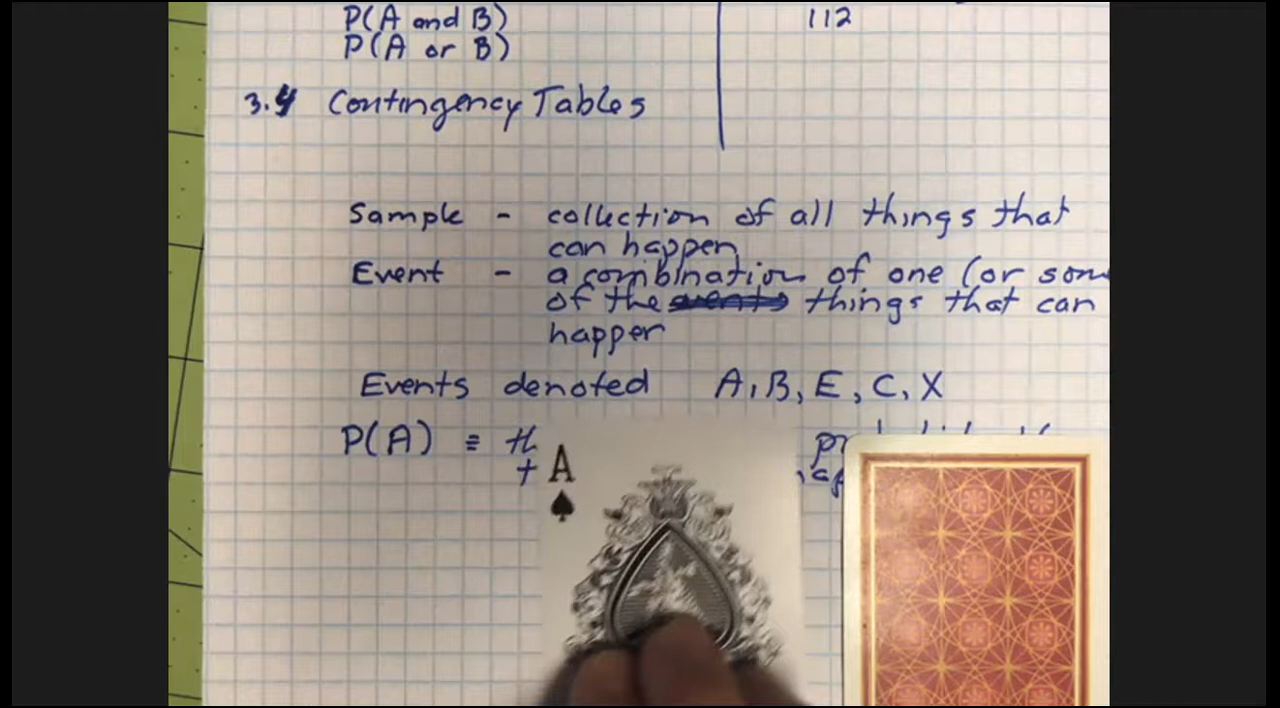 P(A and B)
112
P(A or B)
3.4 Contingency Tables
Sample - collection of all things that
can happen
Event - a combination of one (or som
of the things that can
happen
Events denoted A, B, E, C, X
P(A) ≡ th
A